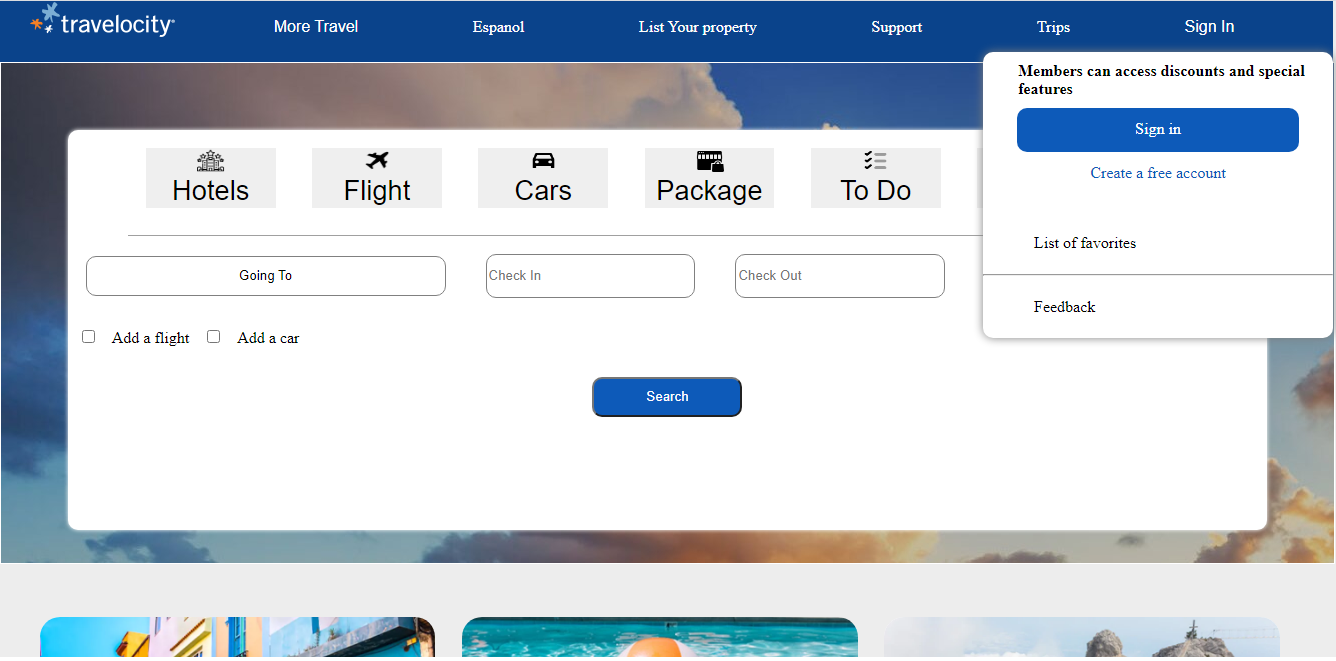 travelocity
More Travel
Espanol
List Your property
Support
Trips
Sign In
Members can access discounts and special
features
Sign in
Create a free account
List of favorites
Feedback
Hotels
Flight
Cars
Package
To Do
Going To
Check In
Check Out
Add a flight
Add a car
Search